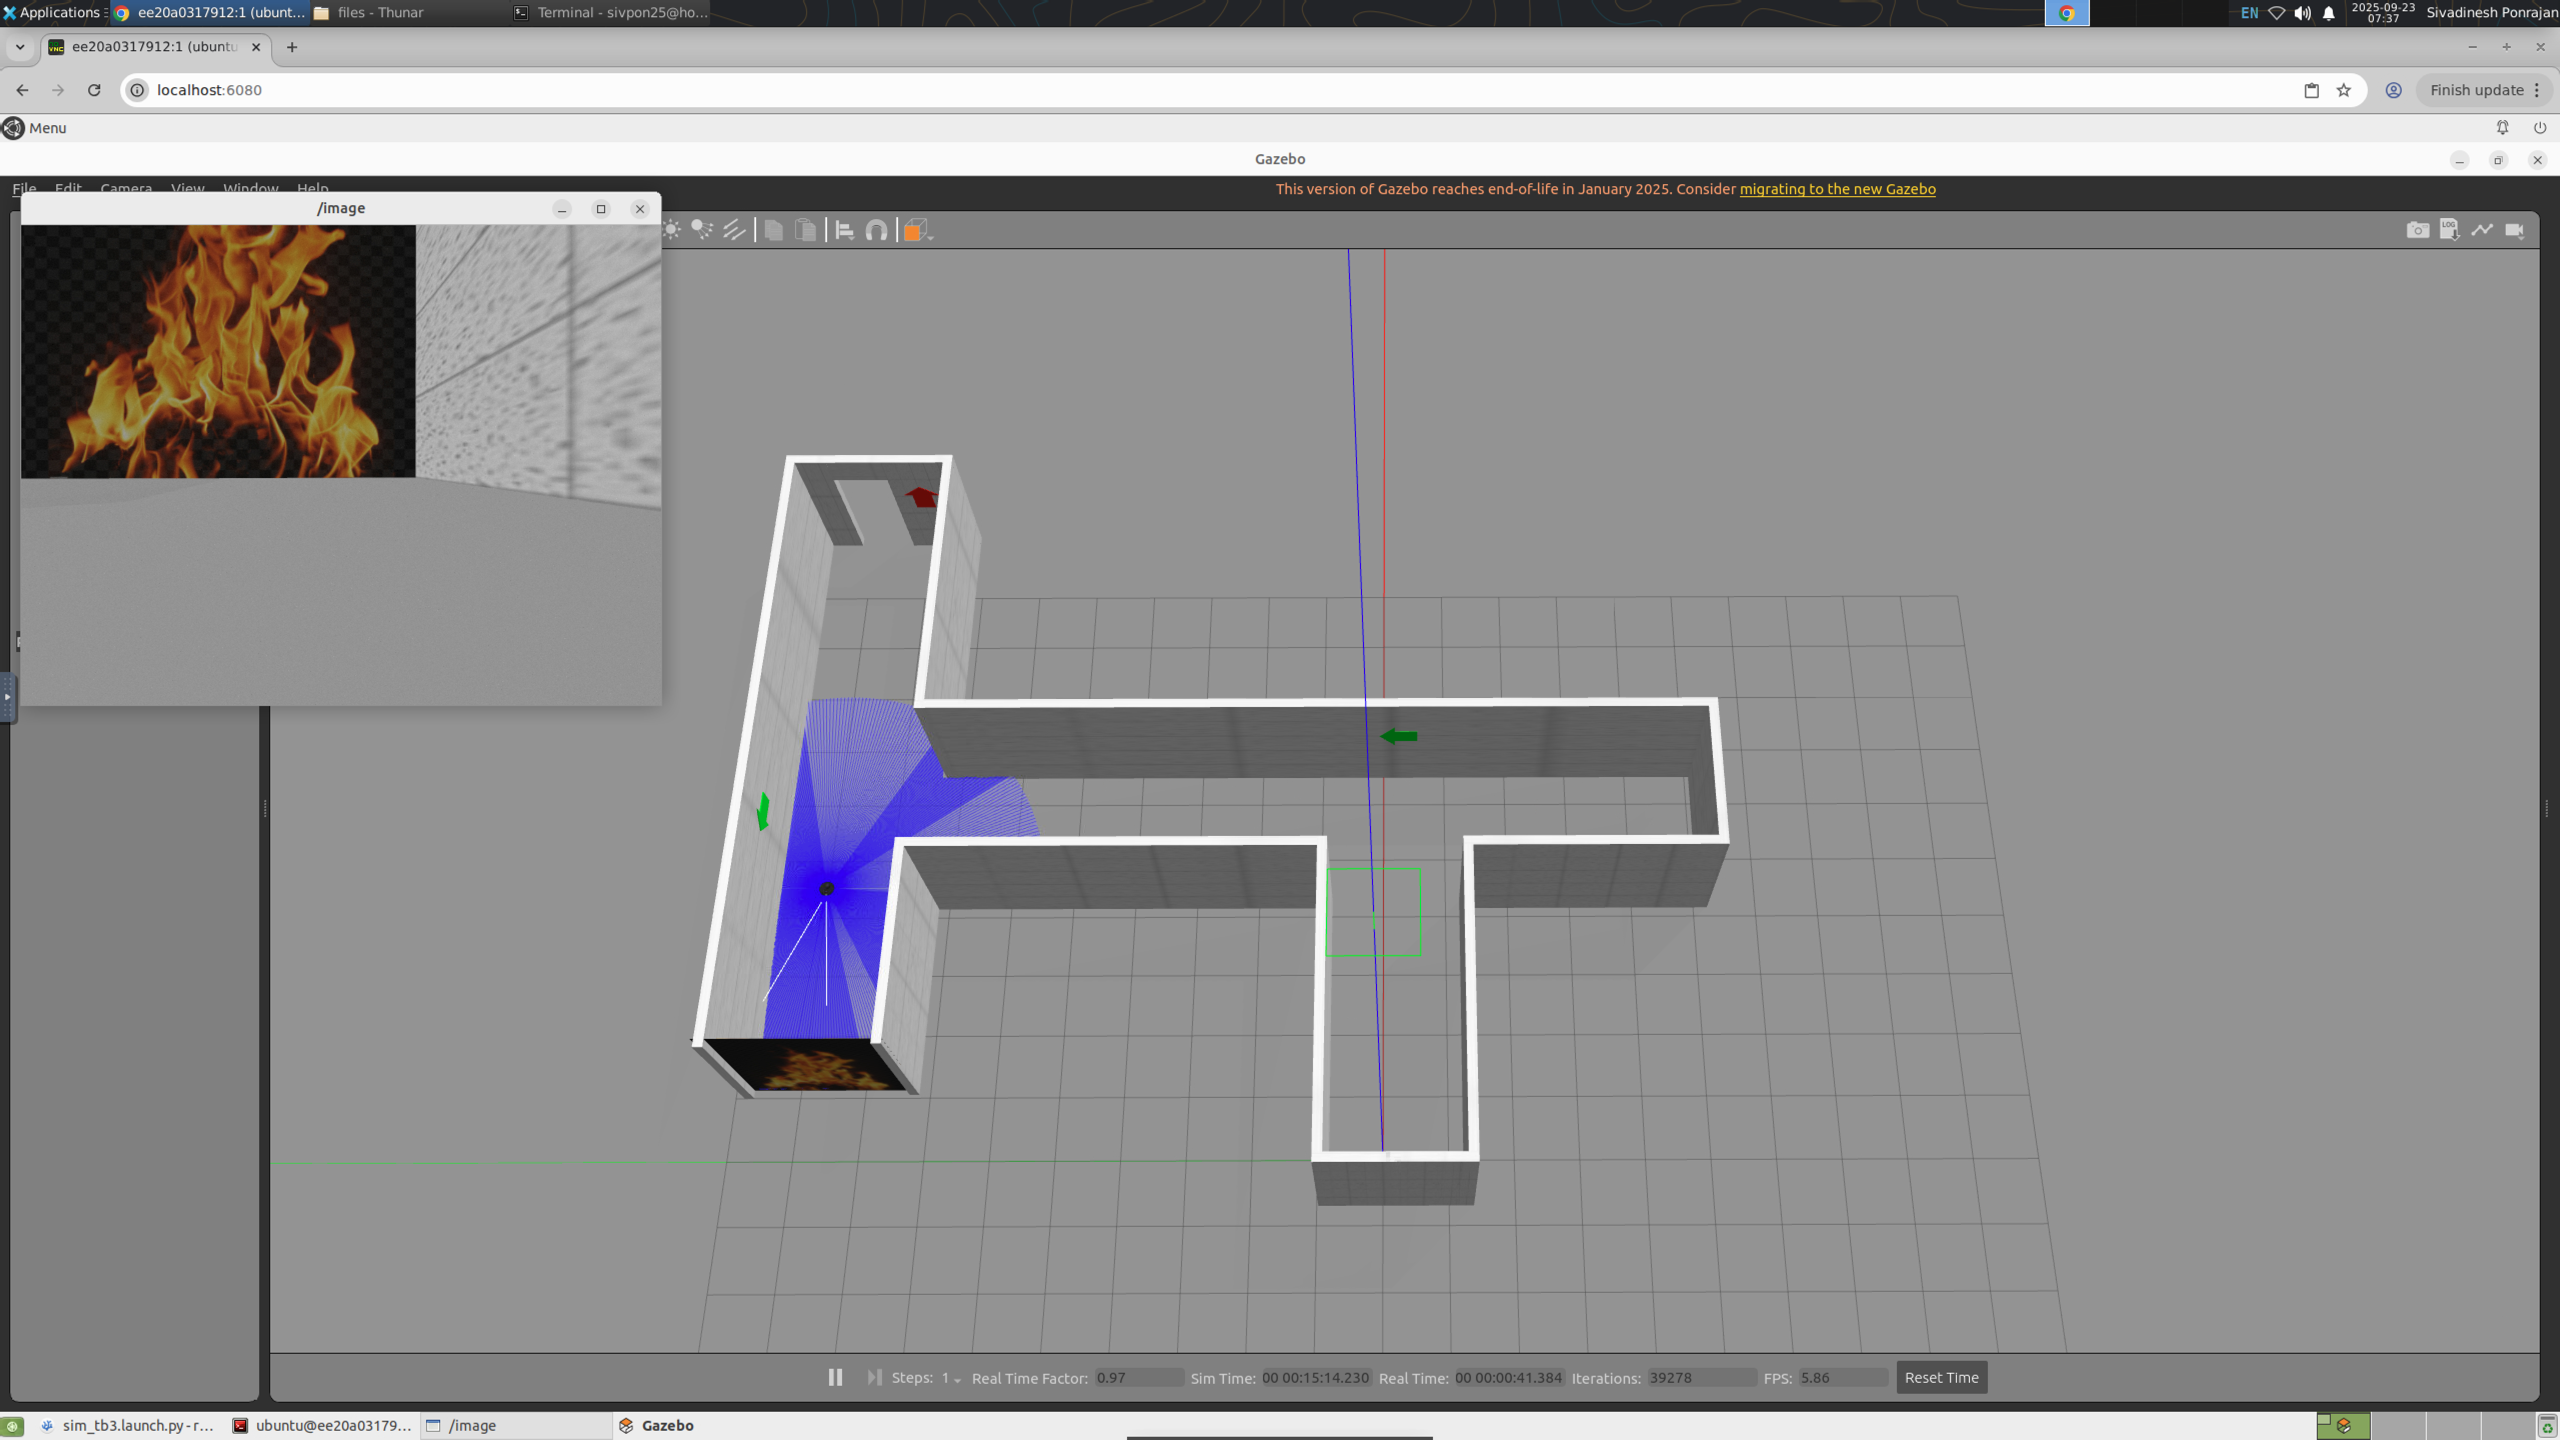 Applications
ee20a0317912:1 (ubunt...
files - Thunar
Terminal - sivpon25@ho...
EN
2025-09-23
07:37
Sivadinesh Ponrajan
ee20a0317912:1 (ubuntu
localhost:6080
Finish update
Menu
Gazebo
File Edit Camera View Window Help
This version of Gazebo reaches end-of-life in January 2025. Consider migrating to the new Gazebo
/image
LOG
Steps: 1
Real Time Factor: 0.97
Sim Time: 00 00:15:14.230
Real Time: 00 00:00:41.384
Iterations: 39278
FPS: 5.86
Reset Time
sim_tb3.launch.py - r...
ubuntu@ee20a03179...
/image
Gazebo